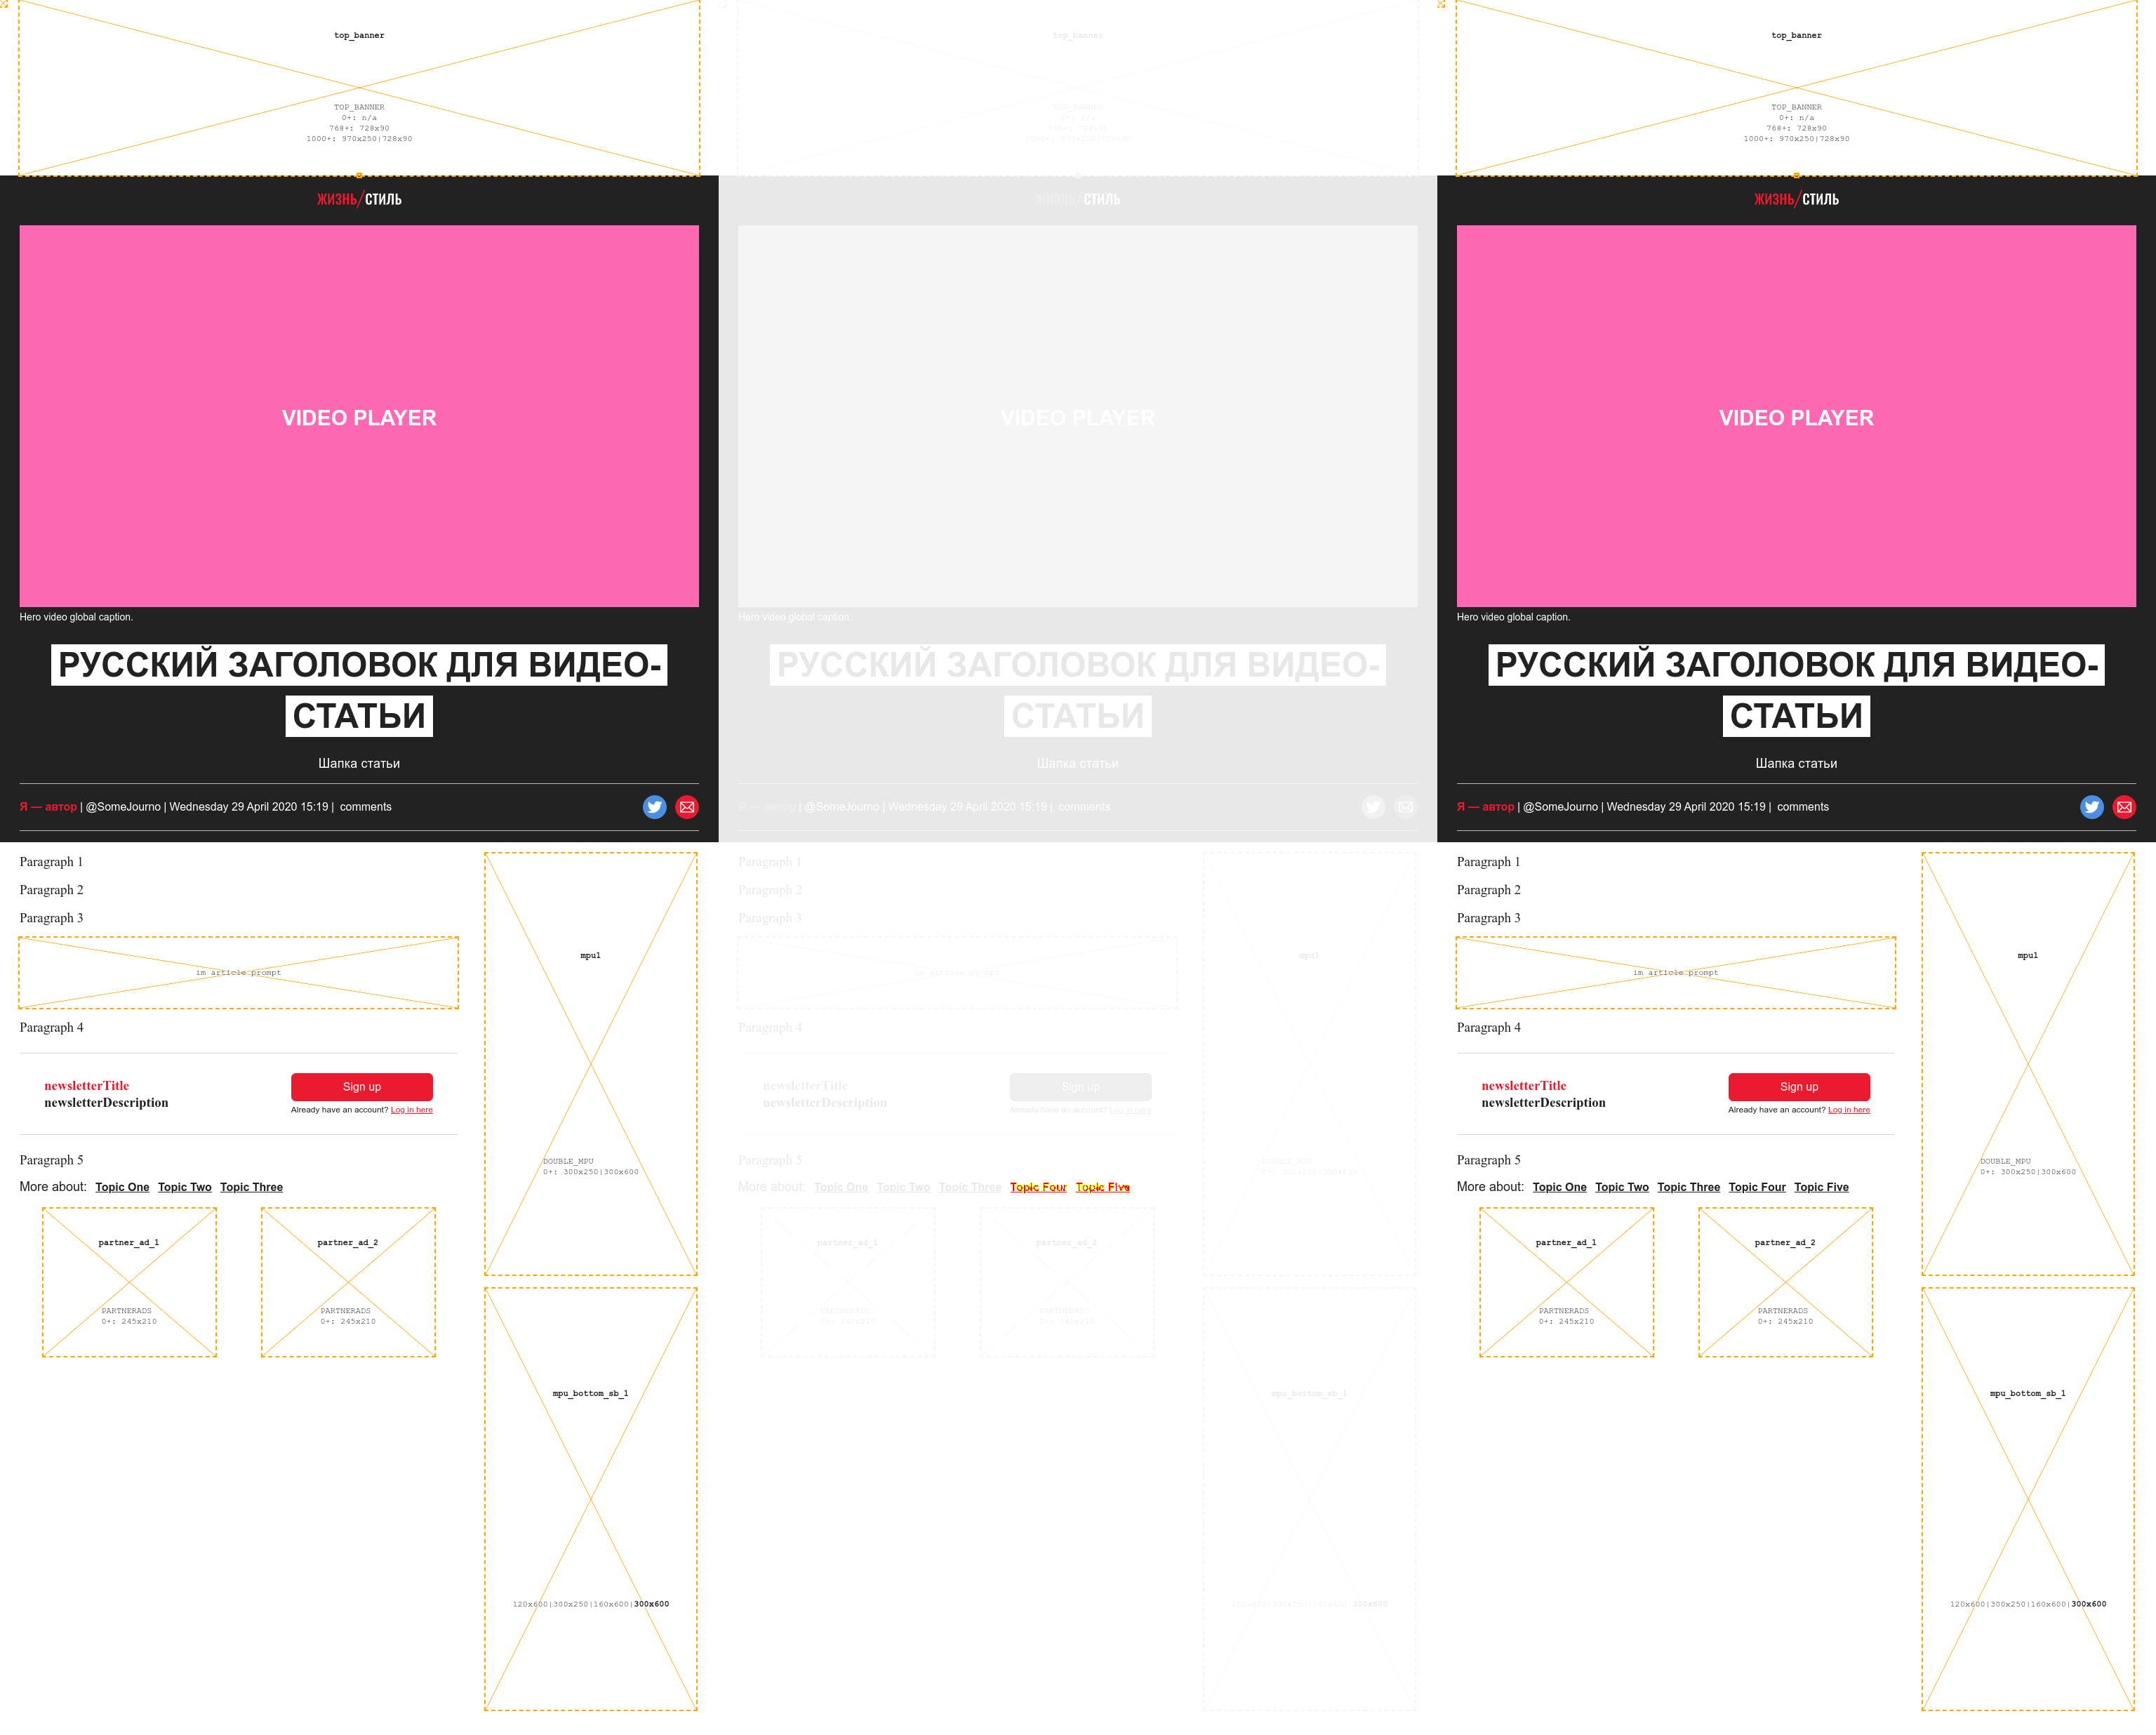 top_banner
TOP_BANNER
0+: n/a
768+: 728x90
1000+: 970x250|728x90
ЖИЗНЬ/СТИЛЬ
VIDEO PLAYER
Hero video global caption.
РУССКИЙ ЗАГОЛОВОК ДЛЯ ВИДЕО-
СТАТЬИ
Шапка статьи
Я — автор | @SomeJourno | Wednesday 29 April 2020 15:19 | comments
Paragraph 1
Paragraph 2
Paragraph 3
im article prompt
Paragraph 4
newsletterTitle
newsletterDescription
Sign up
Already have an account? Log in here
Paragraph 5
More about: Topic One Topic Two Topic Three
partner_ad_1
PARTNERADS
0+: 245x210
partner_ad_2
PARTNERADS
0+: 245x210
mpu1
DOUBLE_MPU
0+: 300x250|300x600
mpu_bottom_sb_1
120x600|300x250|160x600|300x600
top_banner
TOP_BANNER
0+: n/a
768+: 728x90
1000+: 970x250|728x90
ЖИЗНЬ/СТИЛЬ
VIDEO PLAYER
Hero video global caption.
РУССКИЙ ЗАГОЛОВОК ДЛЯ ВИДЕО-
СТАТЬИ
Шапка статьи
Я — автор | @SomeJourno | Wednesday 29 April 2020 15:19 | comments
Paragraph 1
Paragraph 2
Paragraph 3
im article prompt
Paragraph 4
newsletterTitle
newsletterDescription
Sign up
Already have an account? Log in here
Paragraph 5
More about: Topic One Topic Two Topic Three Topic Four Topic Five
partner_ad_1
PARTNERADS
0+: 245x210
partner_ad_2
PARTNERADS
0+: 245x210
mpu1
DOUBLE_MPU
0+: 300x250|300x600
mpu_bottom_sb_1
120x600|300x250|160x600|300x600
top_banner
TOP_BANNER
0+: n/a
768+: 728x90
1000+: 970x250|728x90
ЖИЗНЬ/СТИЛЬ
VIDEO PLAYER
Hero video global caption.
РУССКИЙ ЗАГОЛОВОК ДЛЯ ВИДЕО-
СТАТЬИ
Шапка статьи
Я — автор | @SomeJourno | Wednesday 29 April 2020 15:19 | comments
Paragraph 1
Paragraph 2
Paragraph 3
im article prompt
Paragraph 4
newsletterTitle
newsletterDescription
Sign up
Already have an account? Log in here
Paragraph 5
More about: Topic One Topic Two Topic Three Topic Four Topic Five
partner_ad_1
PARTNERADS
0+: 245x210
partner_ad_2
PARTNERADS
0+: 245x210
mpu1
DOUBLE_MPU
0+: 300x250|300x600
mpu_bottom_sb_1
120x600|300x250|160x600|300x600